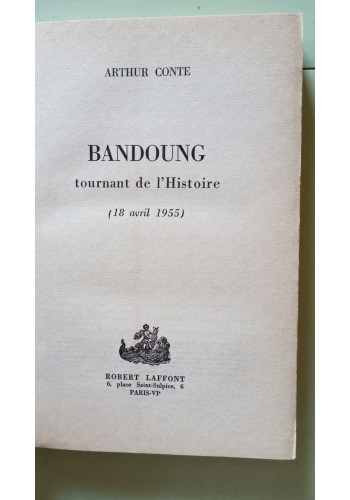 ARTHUR CONTE
BANDOUNG
tournant de l'Histoire
(18 avril 1955)
ROBERT LAFFONT
6, place Saint-Sulpice, 6
PARIS-VIᵉ